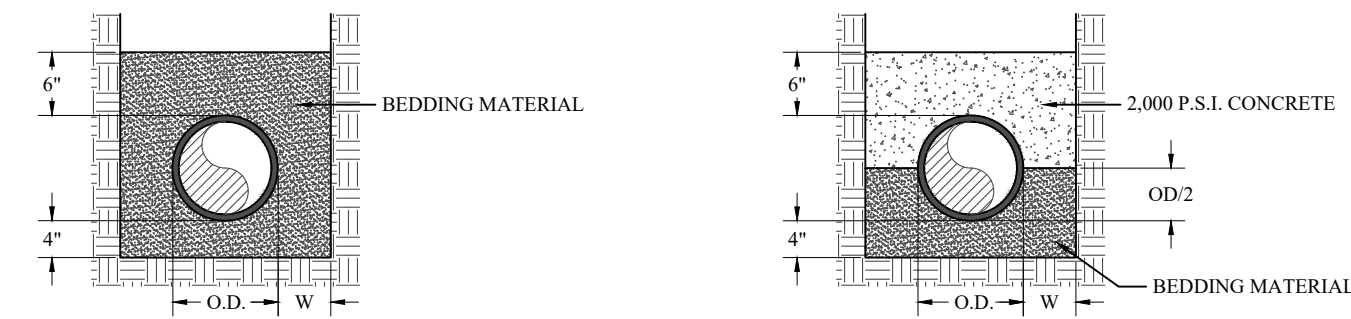 6"
BEDDING MATERIAL
4"
O.D.
W
6"
2,000 P.S.I. CONCRETE
OD/2
4"
BEDDING MATERIAL
O.D.
W